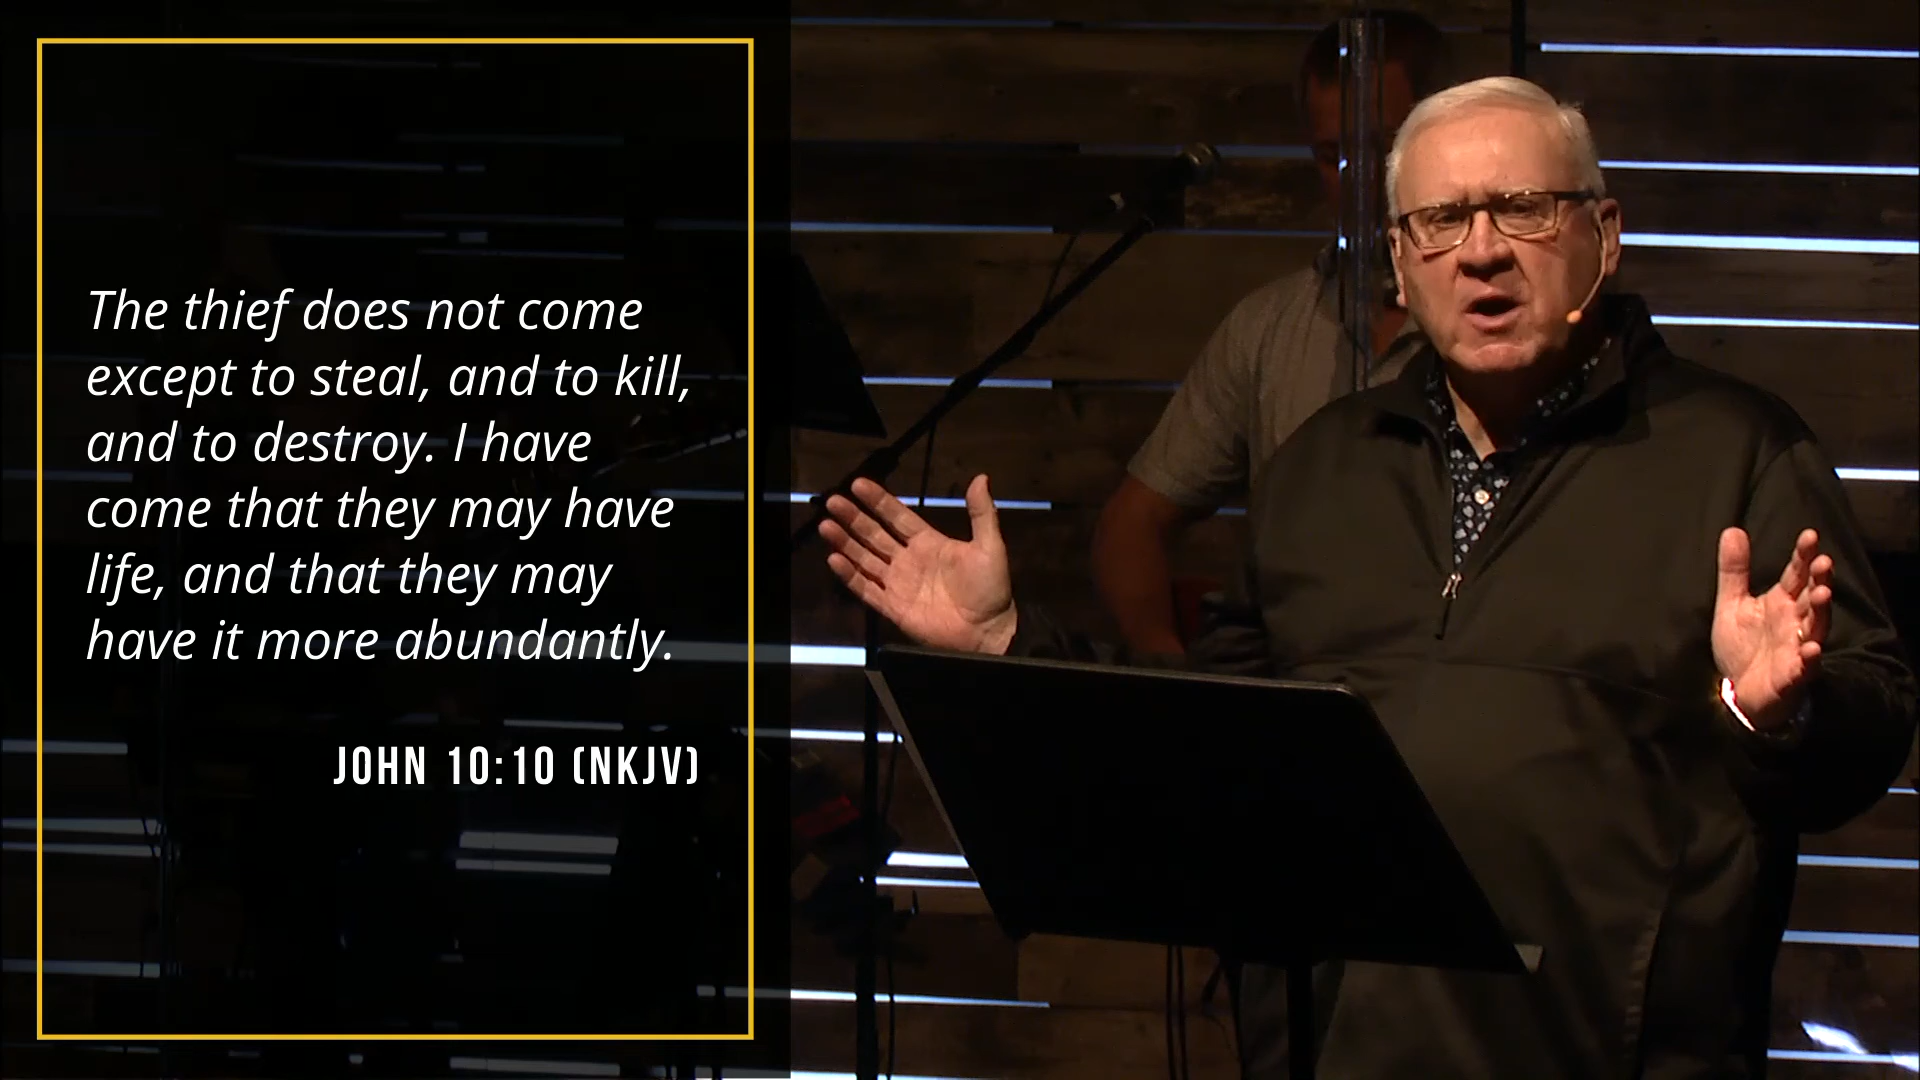 The thief does not come
except to steal, and to kill,
and to destroy. I have
come that they may have
life, and that they may
have it more abundantly.
JOHN 10:10 (NKJV)